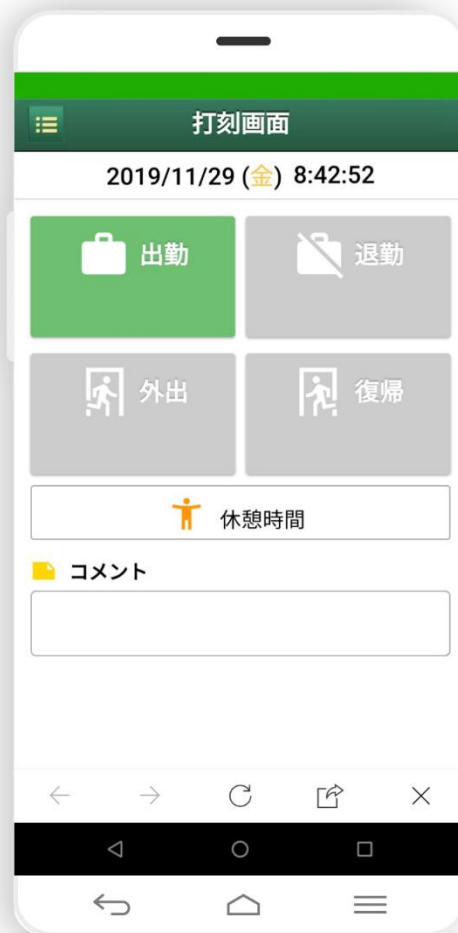 打刻画面
2019/11/29 (金) 8:42:52
出勤
退勤
外出
復帰
休憩時間
コメント